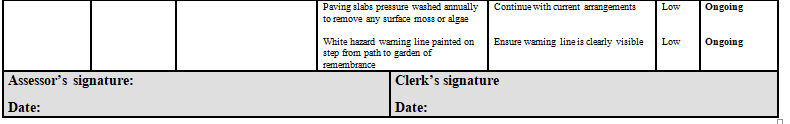 Paving slabs pressure washed annually to remove any surface moss or algae
Continue with current arrangements
Low
Ongoing
White hazard warning line painted on step from path to garden of remembrance
Ensure warning line is clearly visible
Low
Ongoing
Assessor's signature:
Date:
Clerk's signature
Date: